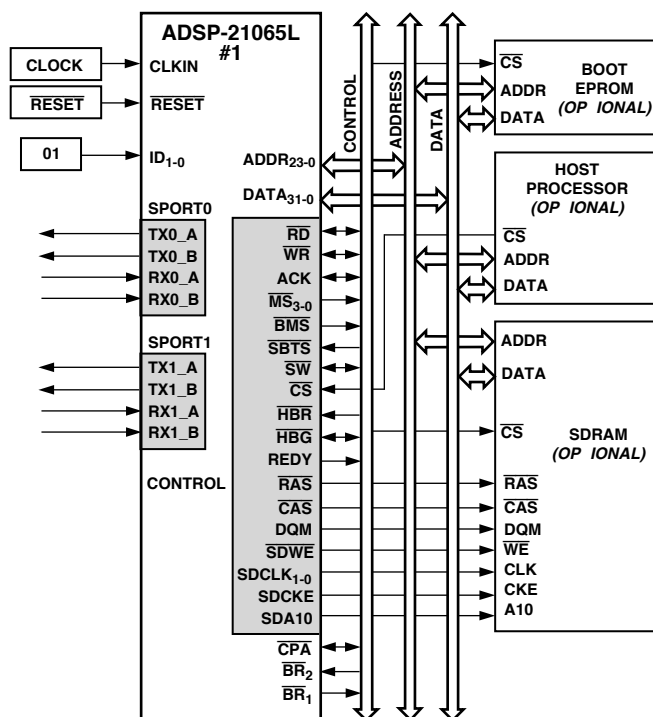 ADSP-21065L
#1
CLOCK
CLKIN
RESET
RESET
01
ID1-0
ADDR23-0
DATA31-0
SPORT0
TX0_A
TX0_B
RX0_A
RX0_B
SPORT1
TX1_A
TX1_B
RX1_A
RX1_B
CONTROL
RD
WR
ACK
MS3-0
BMS
SBTS
SW
CS
HBR
HBG
REDY
RAS
CAS
DQM
SDWE
SDCLK1-0
SDCKE
SDA10
CPA
BR2
BR1
CONTROL
ADDRESS
DATA
CS
BOOT
EPROM
(OP IONAL)
ADDR
DATA
HOST
PROCESSOR
(OP IONAL)
CS
ADDR
DATA
ADDR
DATA
CS
SDRAM
(OP IONAL)
RAS
CAS
DQM
WE
CLK
CKE
A10